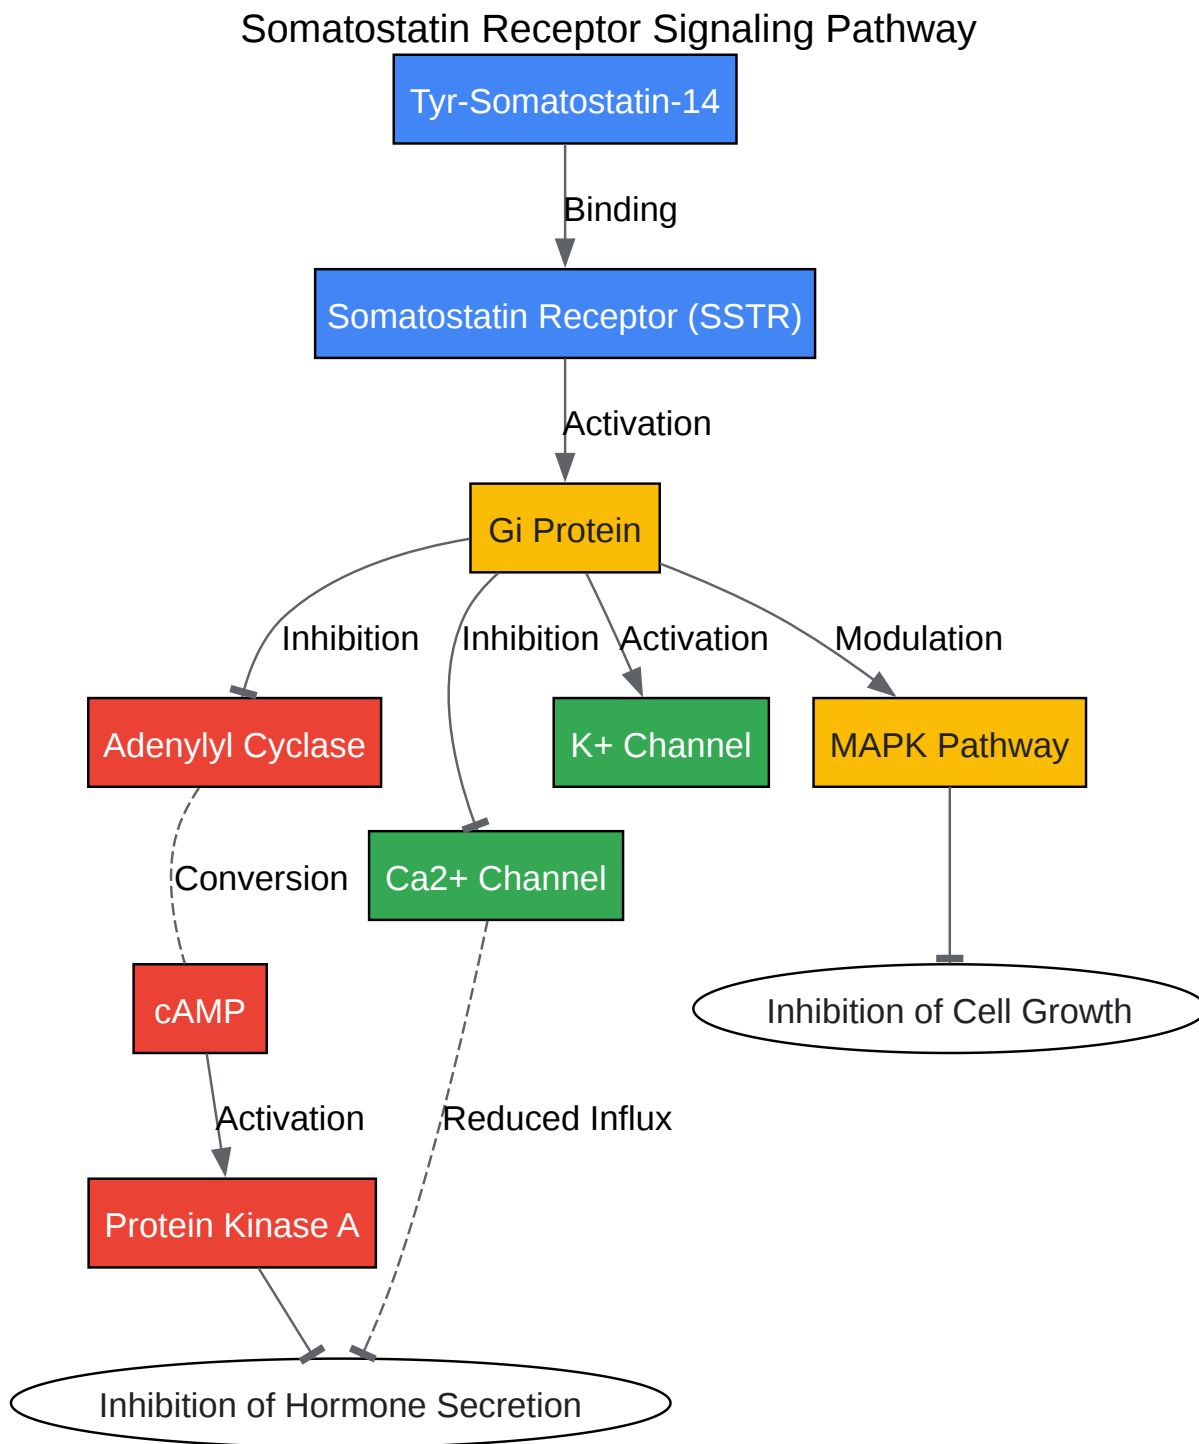 Somatostatin Receptor Signaling Pathway
Tyr-Somatostatin-14
Binding
Somatostatin Receptor (SSTR)
Activation
Gi Protein
Inhibition
Inhibition
Activation
Modulation
Adenylyl Cyclase
K+ Channel
MAPK Pathway
Conversion
Ca2+ Channel
cAMP
Inhibition of Cell Growth
Activation
Reduced Influx
Protein Kinase A
Inhibition of Hormone Secretion